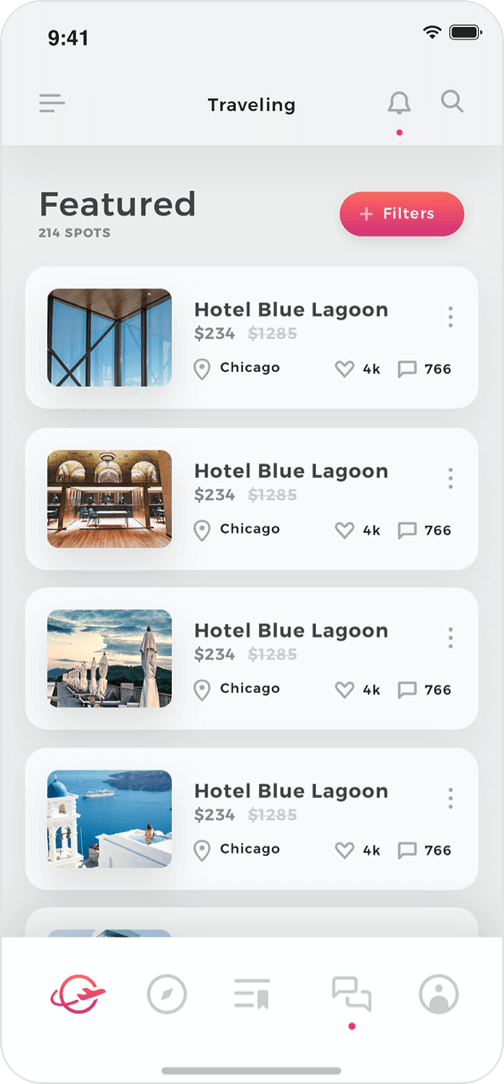 9:41
Traveling
Featured
214 SPOTS
+ Filters
Hotel Blue Lagoon
$234 $1285
Chicago 4k 766
Hotel Blue Lagoon
$234 $1285
Chicago 4k 766
Hotel Blue Lagoon
$234 $1285
Chicago 4k 766
Hotel Blue Lagoon
$234 $1285
Chicago 4k 766